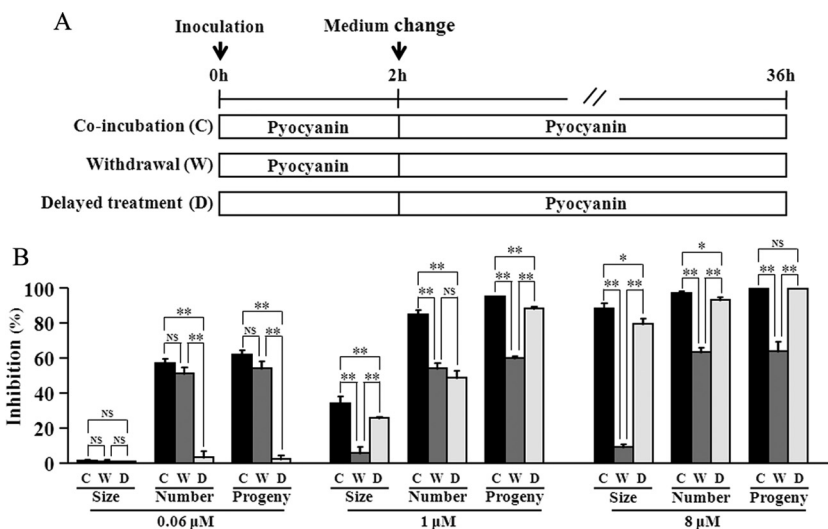 A
Inoculation
Medium change
0h
2h
36h
Co-incubation (C)
Pyocyanin
Pyocyanin
Withdrawal (W)
Pyocyanin
Delayed treatment (D)
Pyocyanin
B
Inhibition (%)
100
80
60
40
20
0
NS
NS NS
**
NS **
**
NS **
**
** **
**
** NS
**
** **
*
** **
*
** **
NS
** **
C W D C W D C W D C W D C W D C W D C W D C W D C W D
Size Number Progeny Size Number Progeny Size Number Progeny
0.06 µM 1 µM 8 µM